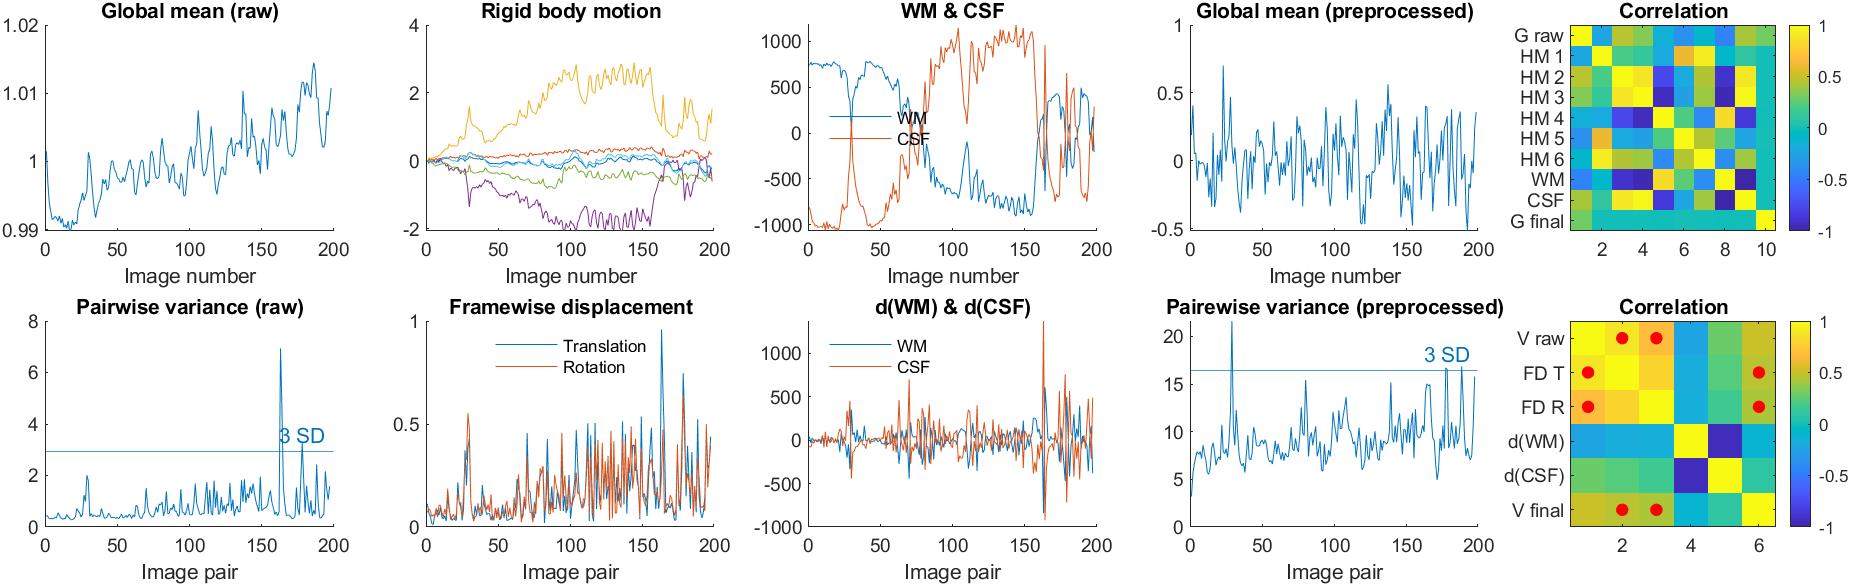 Global mean (raw)
1.02
1.01
1
0.99
0 50 100 150 200
Image number
Rigid body motion
4
2
0
-2
0 50 100 150 200
Image number
WM & CSF
1000
500
0
-500
-1000
WM
CSF
0 50 100 150 200
Image number
Global mean (preprocessed)
1
0.5
0
-0.5
0 50 100 150 200
Image number
Correlation
G raw
HM 1
HM 2
HM 3
HM 4
HM 5
HM 6
WM
CSF
G final
2 4 6 8 10
1
0.5
0
-0.5
-1
Pairwise variance (raw)
8
6
4
2
0
3 SD
0 50 100 150 200
Image pair
Framewise displacement
1
0.5
0
Translation
Rotation
0 50 100 150 200
Image pair
d(WM) & d(CSF)
1000
500
0
-500
-1000
WM
CSF
0 50 100 150 200
Pairewise variance (preprocessed)
20
15
10
5
0
3 SD
0 50 100 150 200
Image pair
Correlation
V raw
FD T
FD R
d(WM)
d(CSF)
V final
2 4 6
1
0.5
0
-0.5
-1